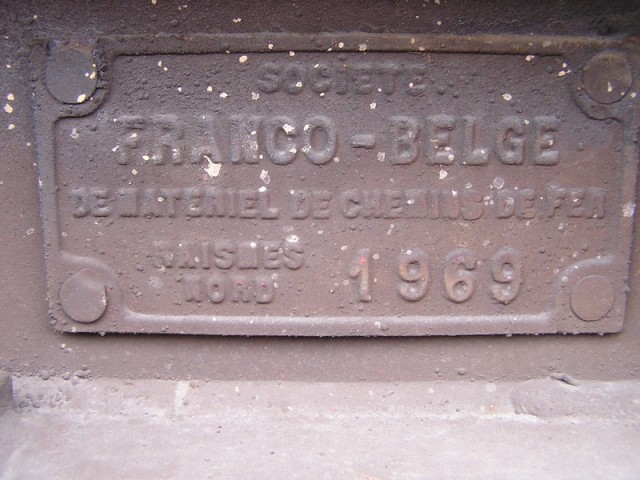 SOCIETE
FRANCO-BELGE
DE MATERIEL DE CHEMINS DE FER
RAISMES
NORD 1969